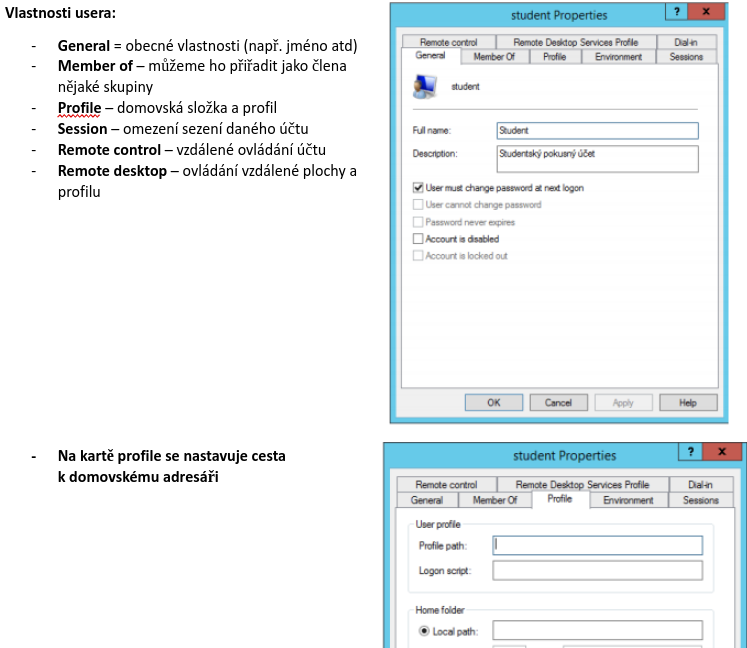 Vlastnosti usera:
- General = obecné vlastnosti (např. jméno atd)
- Member of – můžeme ho přiřadit jako člena
nějaké skupiny
- Profile – domovská složka a profil
- Session – omezení sezení daného účtu
- Remote control – vzdálené ovládání účtu
- Remote desktop – ovládání vzdálené plochy a
profilu
student Properties
? x
Remote control Remote Desktop Services Profile Dial-in
General Member Of Profile Environment Sessions
student
Full name: Student
Description: Studentský pokusný účet
User must change password at next logon
User cannot change password
Password never expires
Account is disabled
Account is locked out
OK Cancel Apply Help
- Na kartě profile se nastavuje cesta
k domovskému adresáři
student Properties
? x
Remote control Remote Desktop Services Profile Dial-in
General Member Of Profile Environment Sessions
User profile
Profile path:
Logon script:
Home folder
Local path: